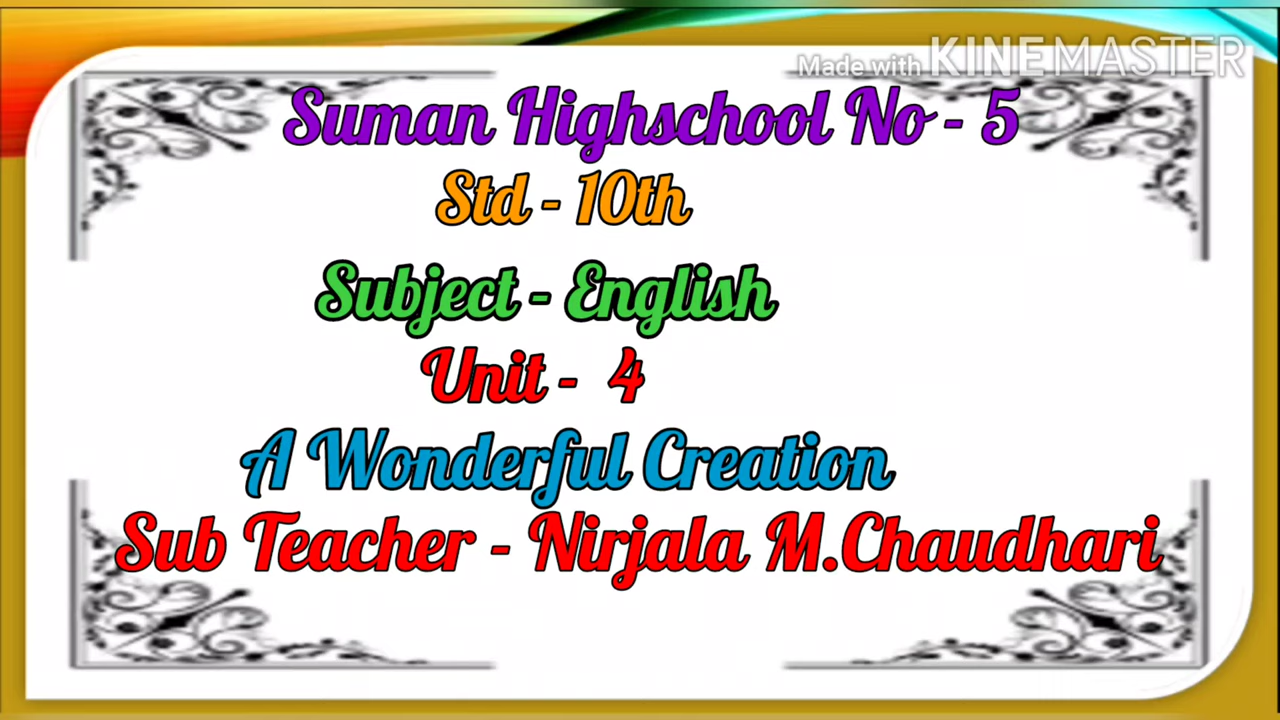 Made with KINEMASTER
Suman Highschool No - 5
Std - 10th
Subject - English
Unit - 4
A Wonderful Creation
Sub Teacher - Nirjala M.Chaudhari